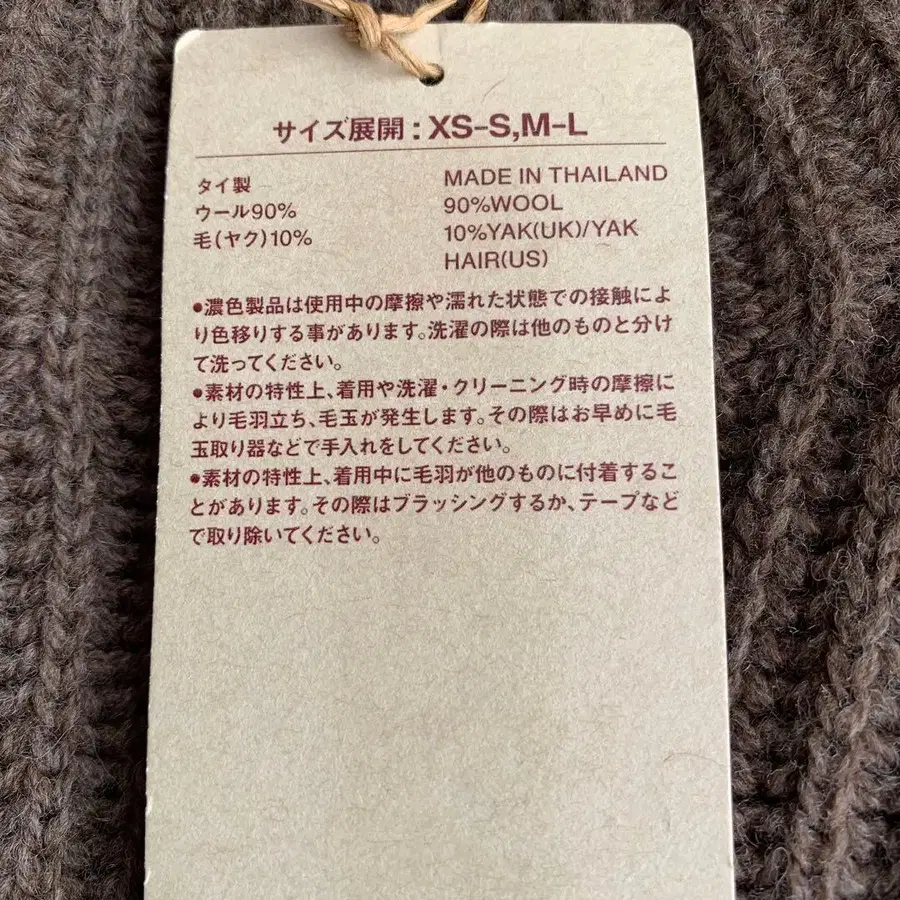 サイズ展開：XS-S,M-L
タイ製
ウール90%
毛(ヤク)10%
MADE IN THAILAND
90%WOOL
10%YAK(UK)/YAK
HAIR(US)
●濃色製品は使用中の摩擦や濡れた状態での接触によ
り色移りする事があります。洗濯の際は他のものと分け
て洗ってください。
●素材の特性上、着用や洗濯・クリーニング時の摩擦に
より毛羽立ち、毛玉が発生します。その際はお早めに毛
玉取り器などで手入れをしてください。
●素材の特性上、着用中に毛羽が他のものに付着するこ
とがあります。その際はブラッシングするか、テープなど
で取り除いてください。